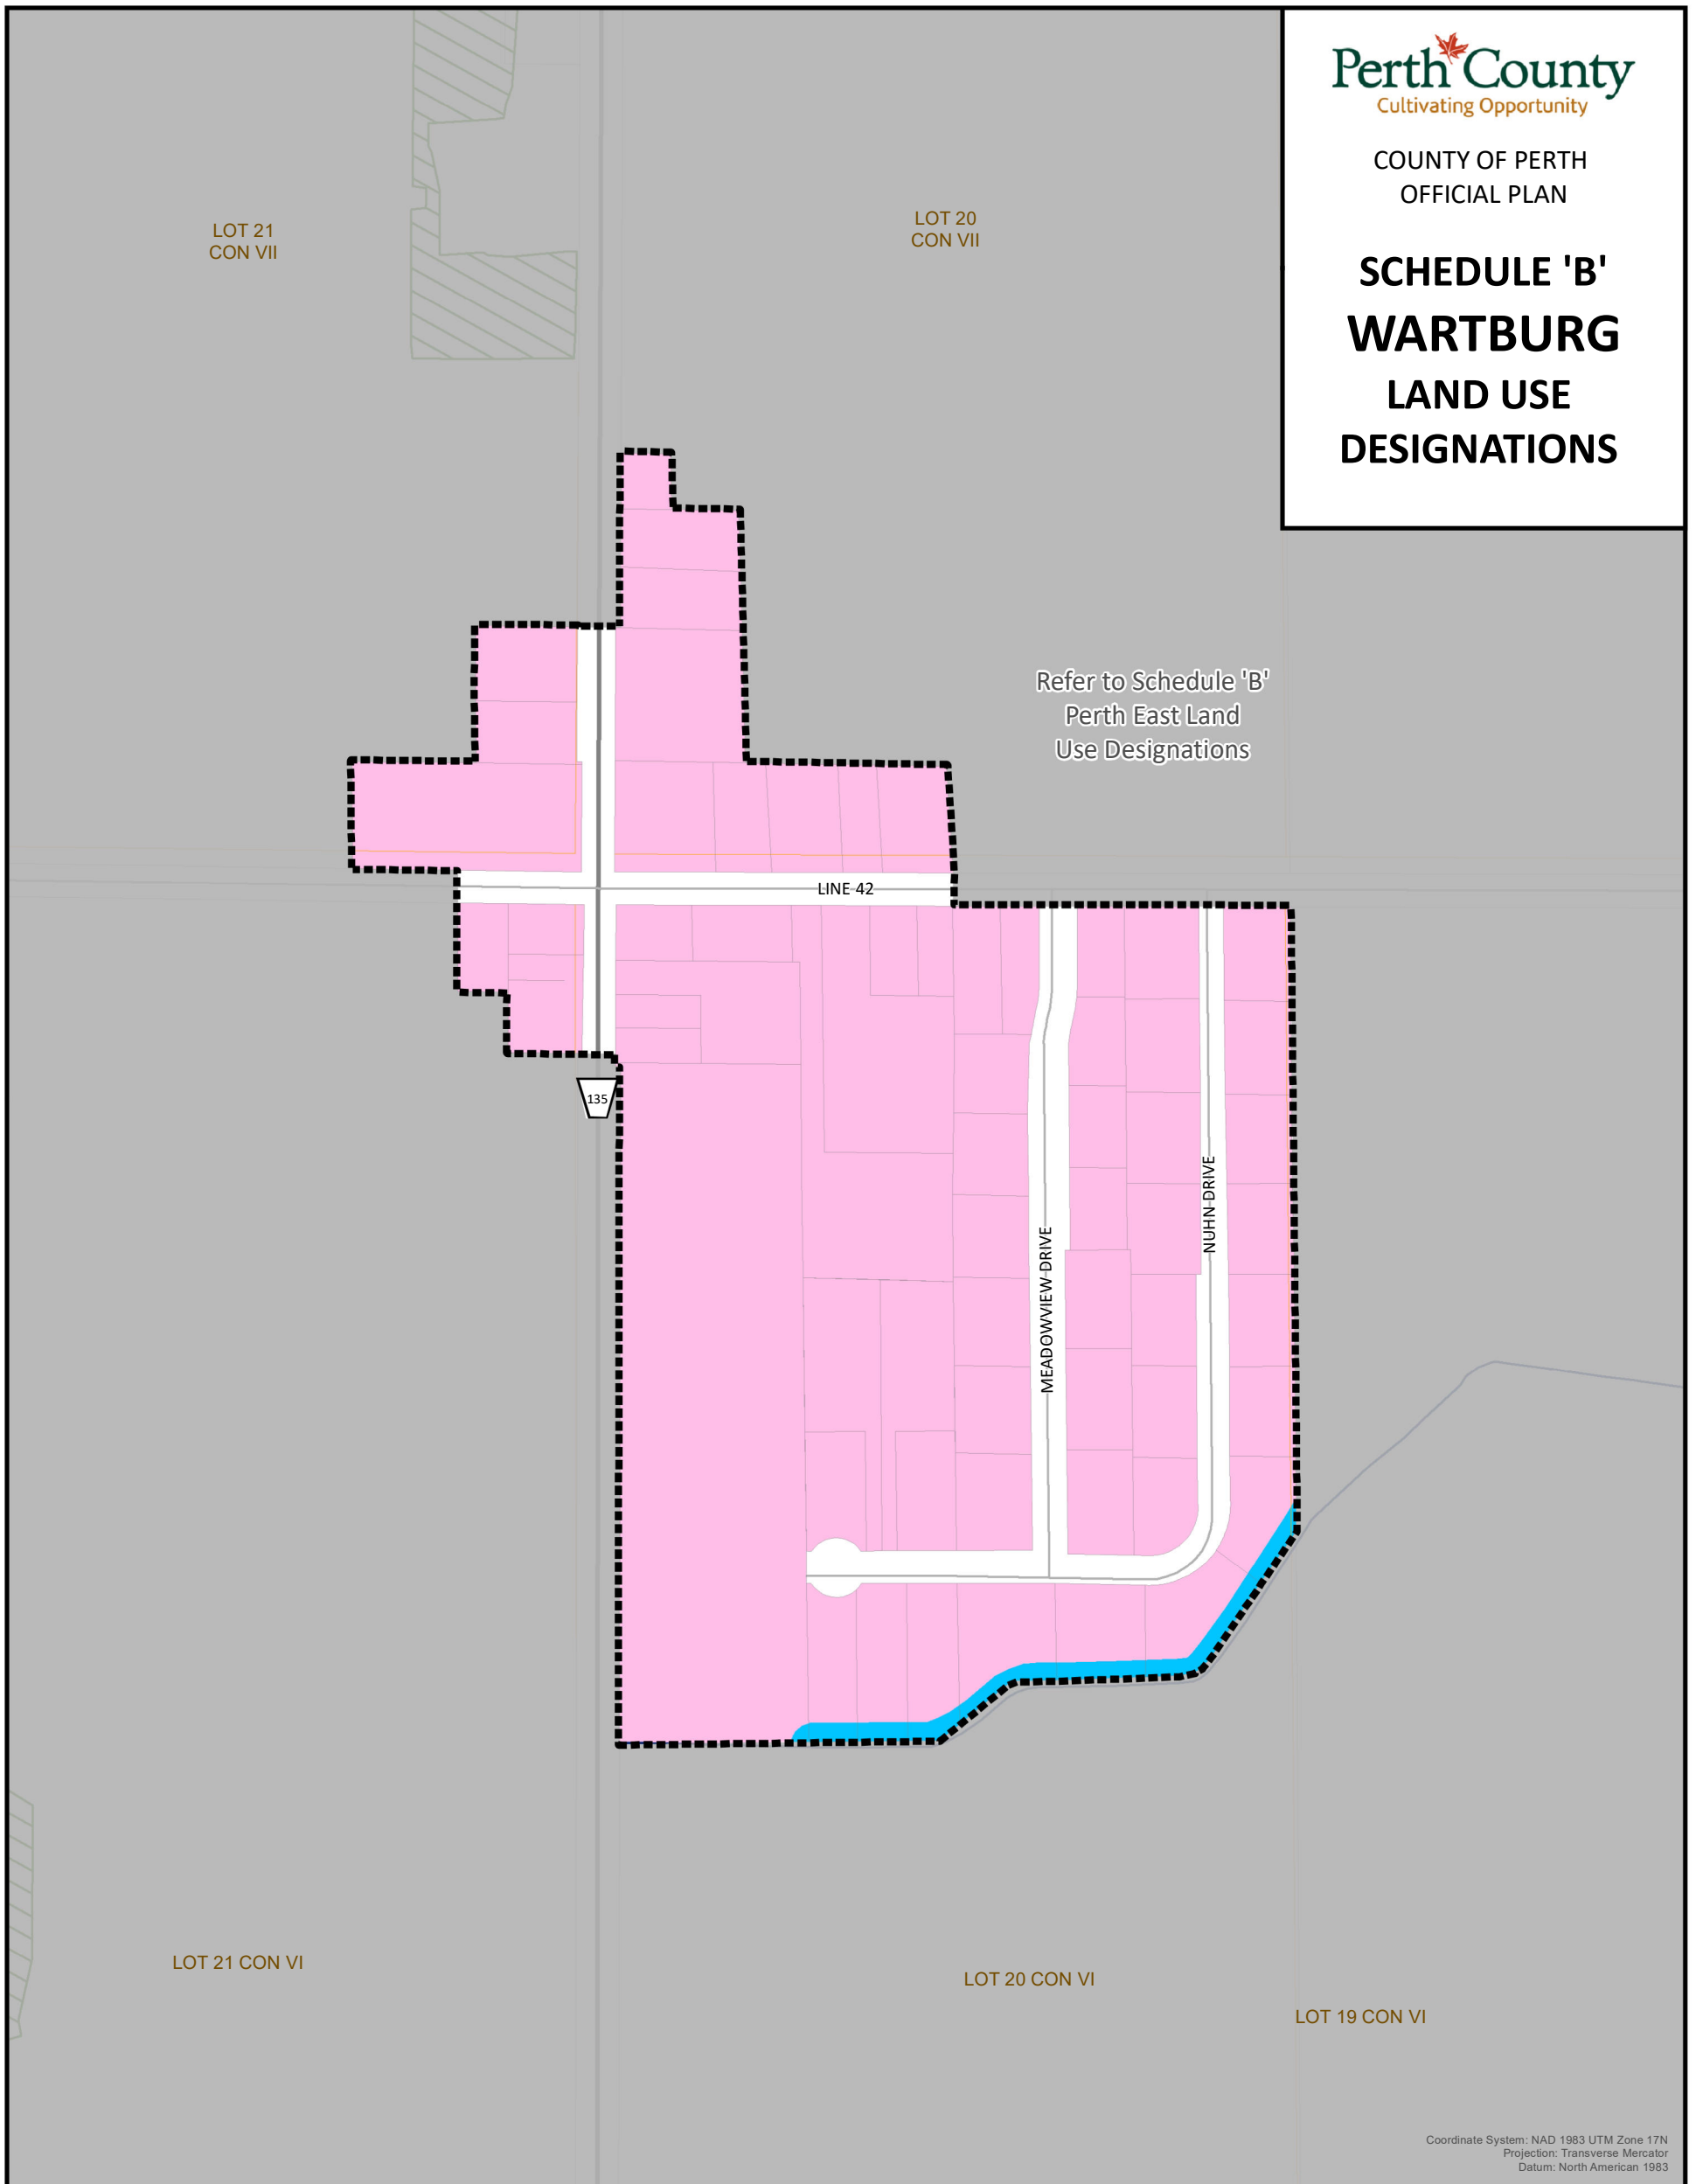 Perth County
Cultivating Opportunity
COUNTY OF PERTH
OFFICIAL PLAN
SCHEDULE 'B'
WARTBURG
LAND USE
DESIGNATIONS
LOT 21
CON VII
LOT 20
CON VII
Refer to Schedule 'B'
Perth East Land
Use Designations
LINE 42
135
MEADOWVIEW DRIVE
NUHN DRIVE
LOT 21 CON VI
LOT 20 CON VI
LOT 19 CON VI
Coordinate System: NAD 1983 UTM Zone 17N
Projection: Transverse Mercator
Datum: North American 1983